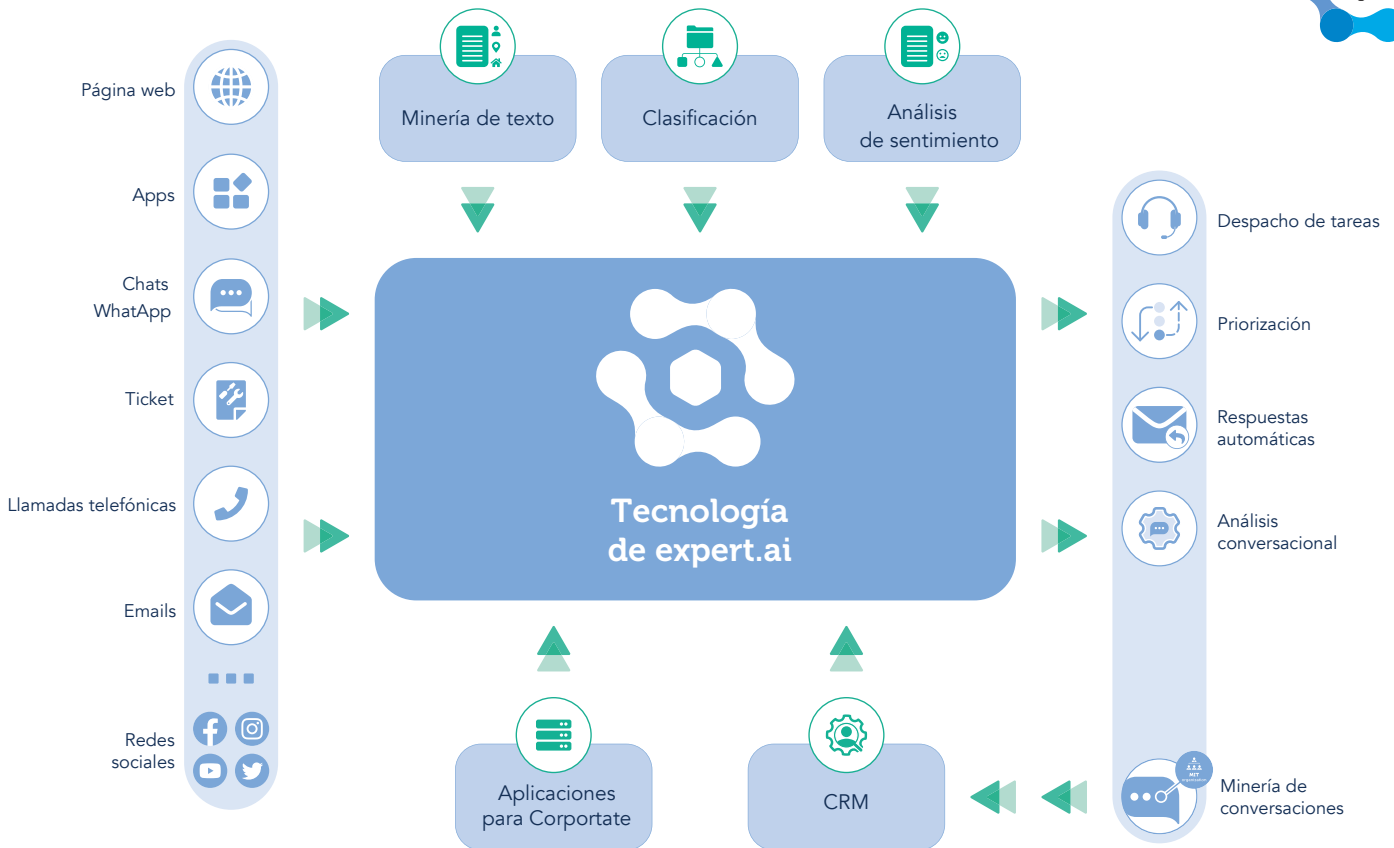 Página web
Apps
Chats
WhatApp
Ticket
Llamadas telefónicas
Emails
Redes
sociales
Minería de texto
Clasificación
Análisis
de sentimiento
Tecnología
de expert.ai
Aplicaciones
para Corportate
CRM
Despacho de tareas
Priorización
Respuestas
automáticas
Análisis
conversacional
MIT
Minería de
conversaciones